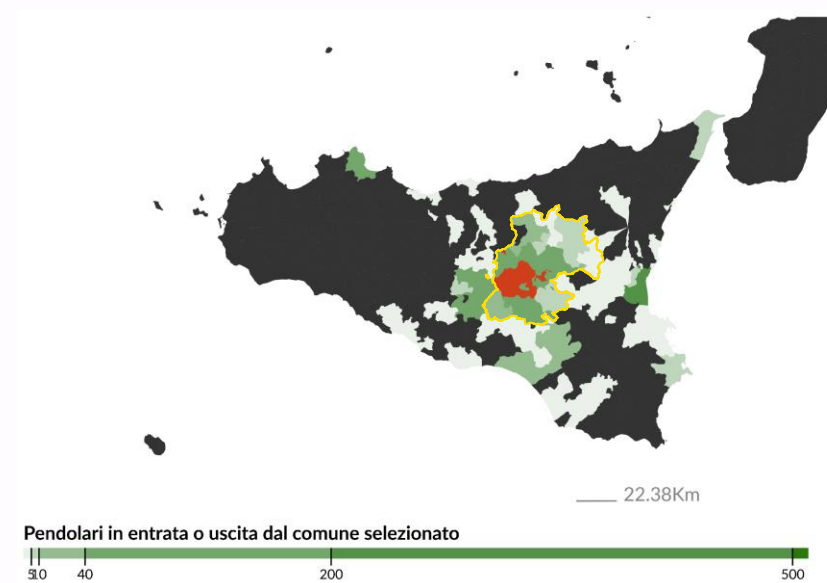 22.38Km
Pendolari in entrata o uscita dal comune selezionato
5 10 40 200 500